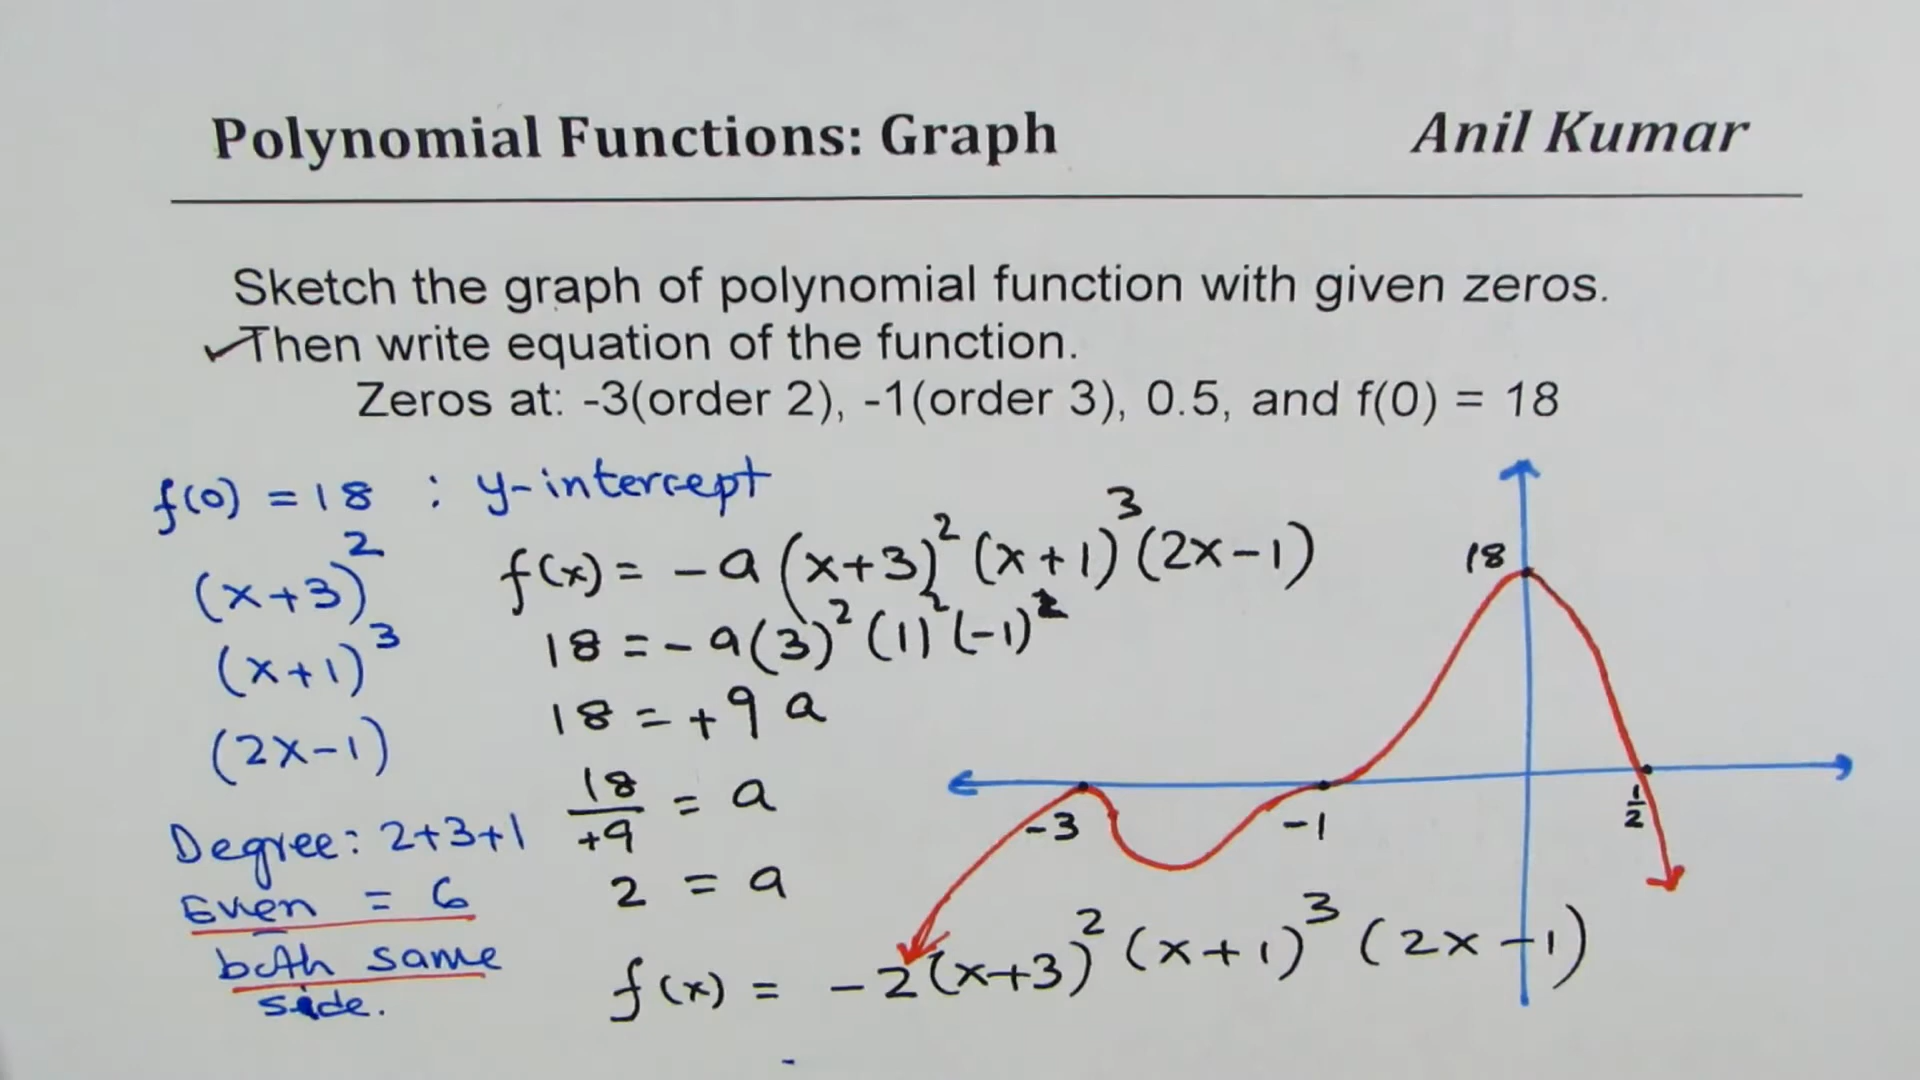 Polynomial Functions: Graph
Anil Kumar
Sketch the graph of polynomial function with given zeros.
✓Then write equation of the function.
Zeros at: -3(order 2), -1(order 3), 0.5, and f(0) = 18
f(0) = 18 : y-intercept
(x+3)²
(x+1)³
(2x-1)
Degree: 2+3+1
Even = 6
both same
side.
f(x) = -a(x+3)²(x+1)³(2x-1)
18 = -a(3)²(1)²(-1)²
18 = +9a
18/+9 = a
2 = a
f(x) = -2(x+3)²(x+1)³(2x-1)
18
-3
-1
1/2